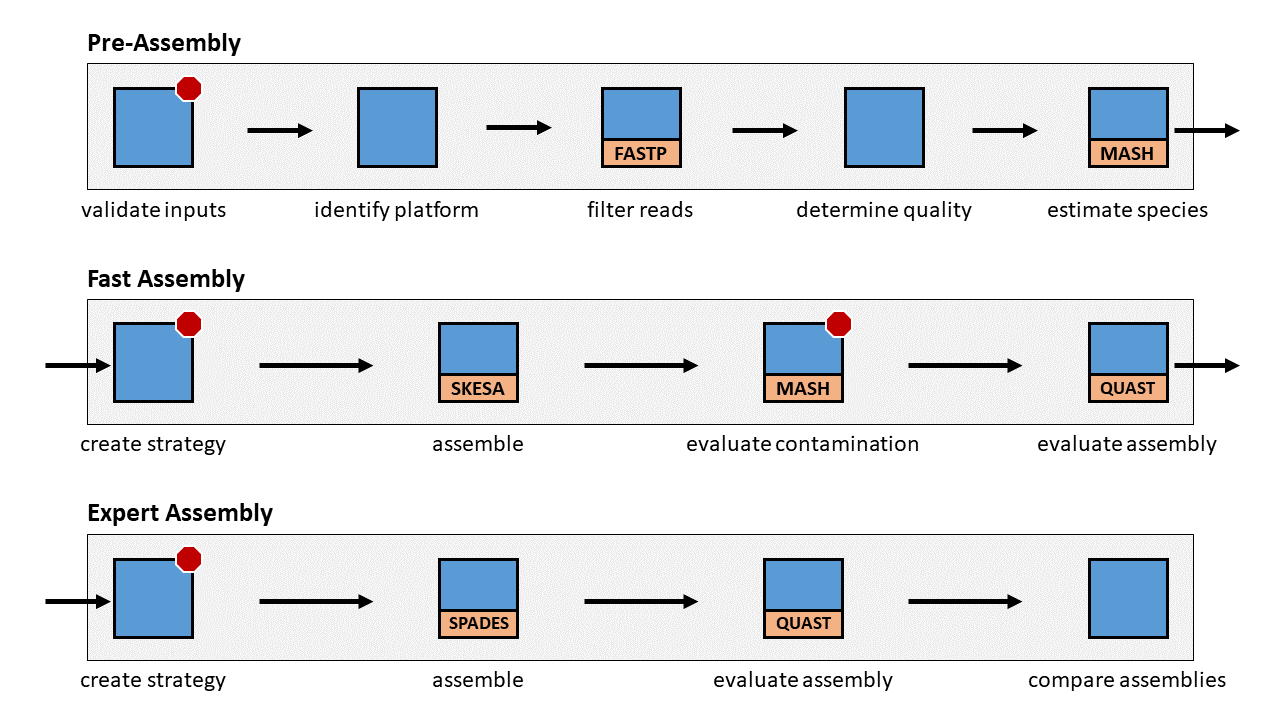 Pre-Assembly
FASTP
MASH
validate inputs
identify platform
filter reads
determine quality
estimate species
Fast Assembly
SKESA
MASH
QUAST
create strategy
assemble
evaluate contamination
evaluate assembly
Expert Assembly
SPADES
QUAST
create strategy
assemble
evaluate assembly
compare assemblies